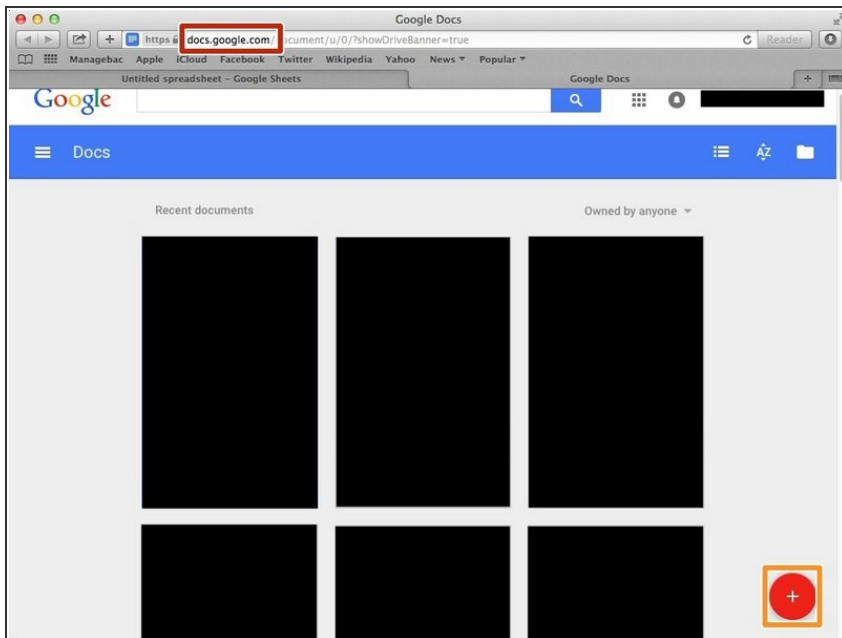 Google Docs
https docs.google.com/document/u/0/?showDriveBanner=true
Reader
Managebac Apple iCloud Facebook Twitter Wikipedia Yahoo News Popular
Untitled spreadsheet – Google Sheets
Google Docs
Google
Docs
AZ
Recent documents
Owned by anyone